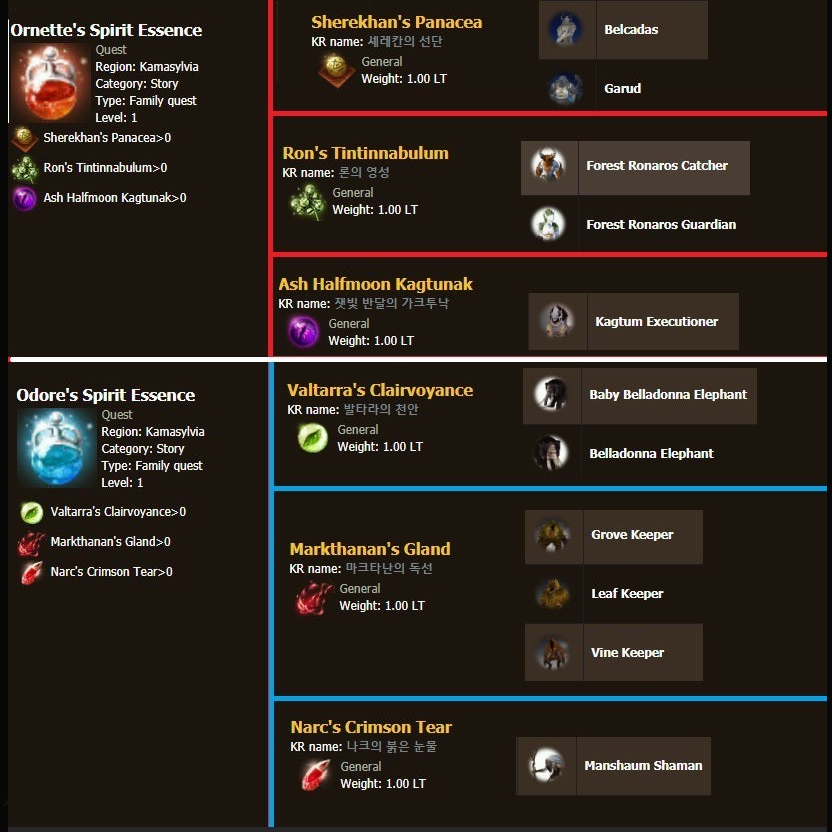 Ornette's Spirit Essence
Quest
Region: Kamasylvia
Category: Story
Type: Family quest
Level: 1
Sherekhan's Panacea>0
Ron's Tintinnabulum>0
Ash Halfmoon Kagtunak>0
Sherekhan's Panacea
KR name: 셰레칸의 선단
General
Weight: 1.00 LT
Belcadas
Garud
Ron's Tintinnabulum
KR name: 론의 영성
General
Weight: 1.00 LT
Forest Ronaros Catcher
Forest Ronaros Guardian
Ash Halfmoon Kagtunak
KR name: 잿빛 반달의 가크투낙
General
Weight: 1.00 LT
Kagtum Executioner
Odore's Spirit Essence
Quest
Region: Kamasylvia
Category: Story
Type: Family quest
Level: 1
Valtarra's Clairvoyance>0
Markthanan's Gland>0
Narc's Crimson Tear>0
Valtarra's Clairvoyance
KR name: 발타라의 천안
General
Weight: 1.00 LT
Baby Belladonna Elephant
Belladonna Elephant
Markthanan's Gland
KR name: 마크타난의 독선
General
Weight: 1.00 LT
Grove Keeper
Leaf Keeper
Vine Keeper
Narc's Crimson Tear
KR name: 나크의 붉은 눈물
General
Weight: 1.00 LT
Manshaum Shaman